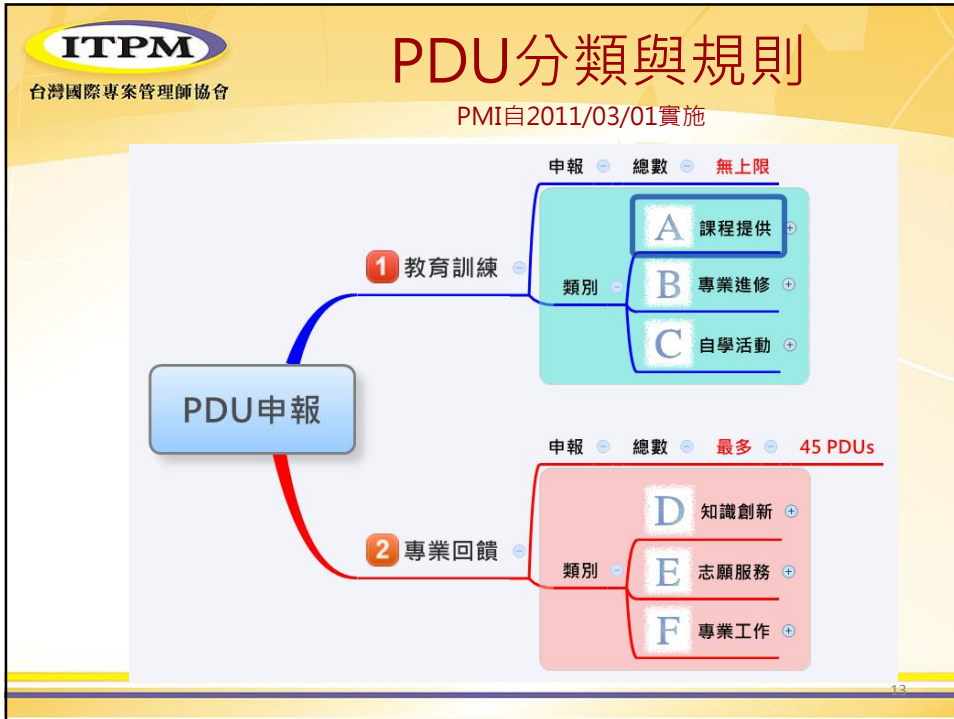 ITPM
台灣國際專案管理師協會
PDU分類與規則
PMI自2011/03/01實施
申報 總數 無上限
A 課程提供
1 教育訓練
類別
B 專業進修
C 自學活動
PDU申報
申報 總數 最多 45 PDUs
D 知識創新
2 專業回饋
類別
E 志願服務
F 專業工作
13